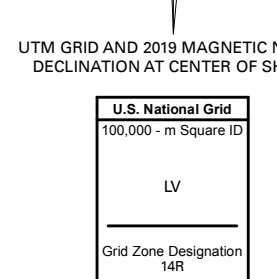 UTM GRID AND 2019 MAGNETIC
DECLINATION AT CENTER OF
U.S. National Grid
100,000 - m Square ID
LV
Grid Zone Designation
14R